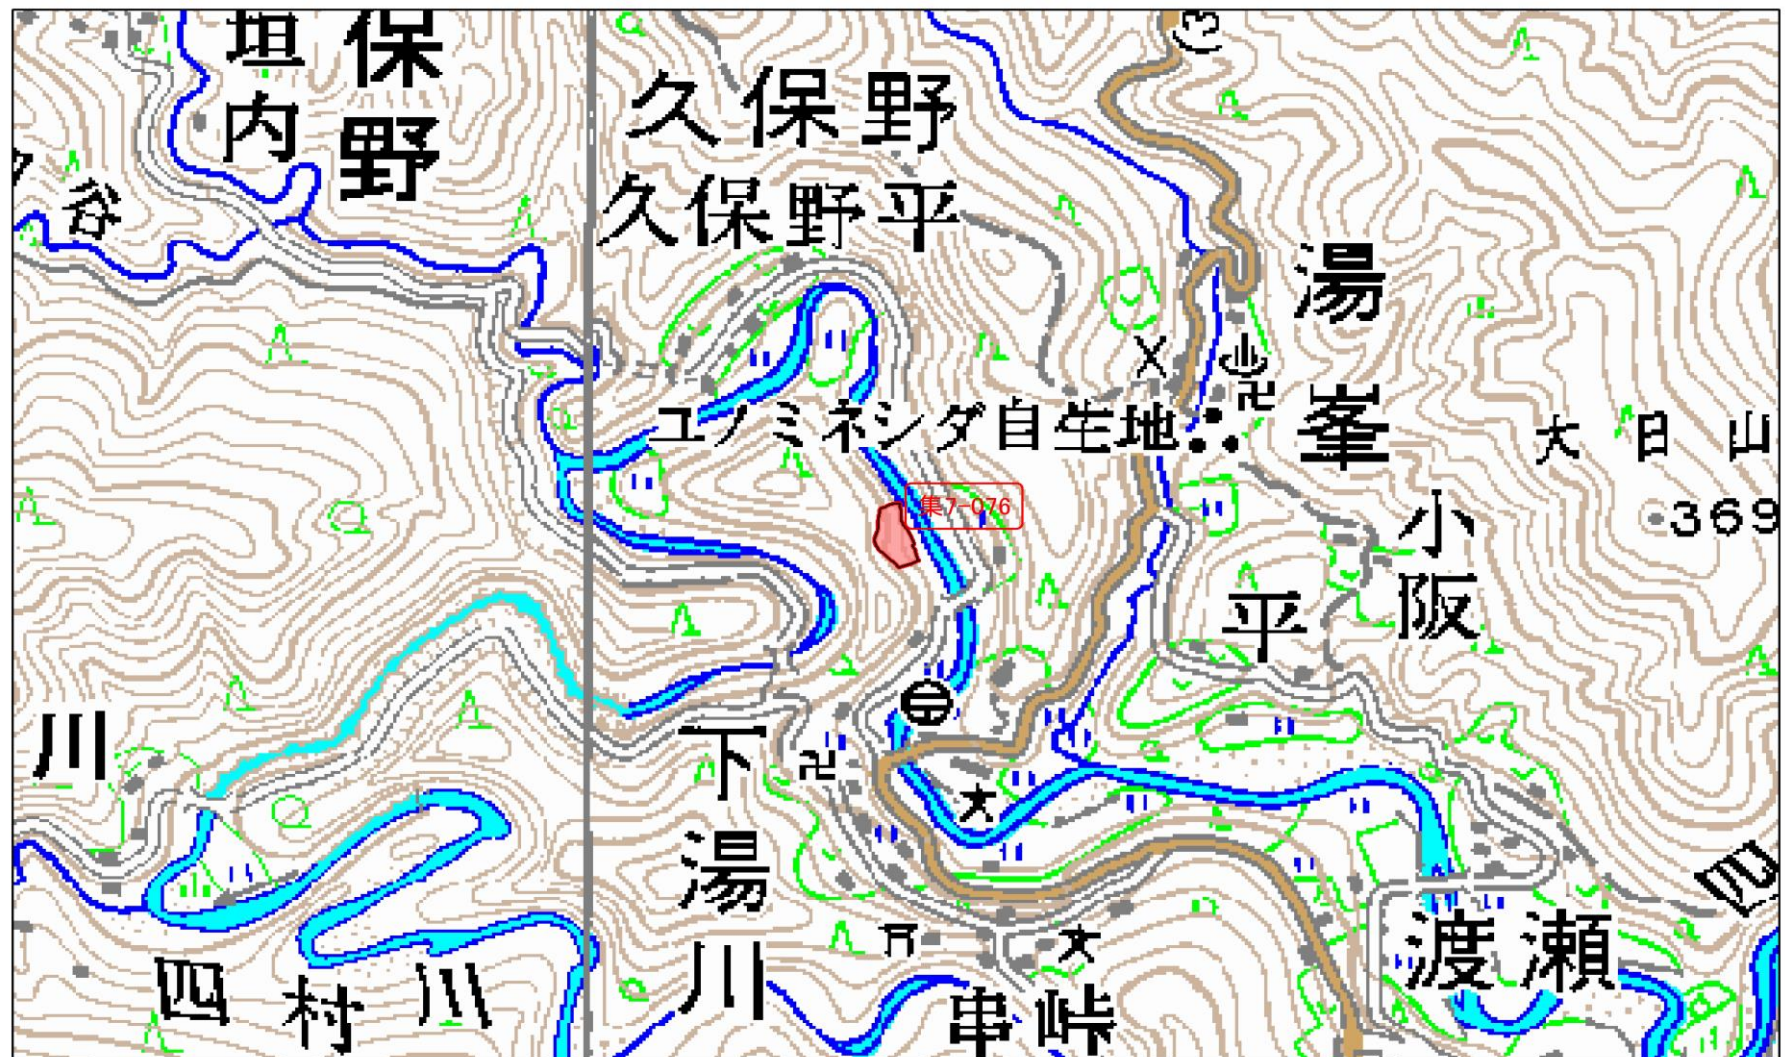 垣内
保野
谷
久保野
久保野平
湯峯
ユノミネシダ自生地
大日山
集7-076
369
小阪
平
川
下湯川
四
渡瀬
四村川
串峠